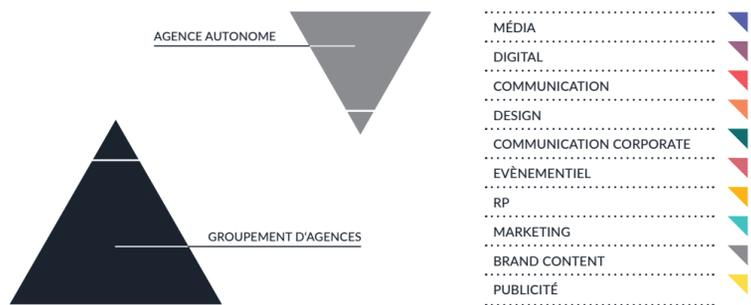 AGENCE AUTONOME
GROUPEMENT D'AGENCES
MÉDIA
DIGITAL
COMMUNICATION
DESIGN
COMMUNICATION CORPORATE
EVÈNEMENTIEL
RP
MARKETING
BRAND CONTENT
PUBLICITÉ